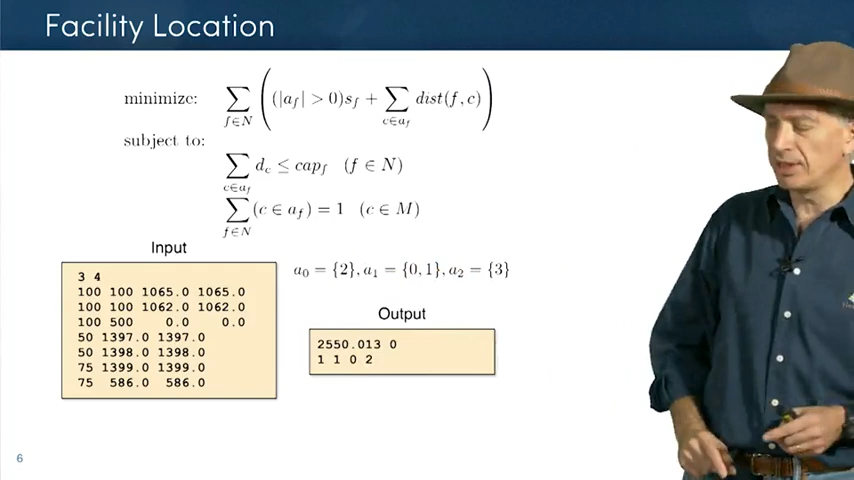 Facility Location
minimize: ∑_{f∈N} ((|a_f| > 0)s_f + ∑_{c∈a_f} dist(f, c))
subject to:
∑_{c∈a_f} d_c ≤ cap_f (f ∈ N)
∑_{f∈N} (c ∈ a_f) = 1 (c ∈ M)
Input
3 4
100 100 1065.0 1065.0
100 100 1062.0 1062.0
100 500 0.0 0.0
50 1397.0 1397.0
50 1398.0 1398.0
75 1399.0 1399.0
75 586.0 586.0
a_0 = {2}, a_1 = {0, 1}, a_2 = {3}
Output
2550.013 0
1 1 0 2
6